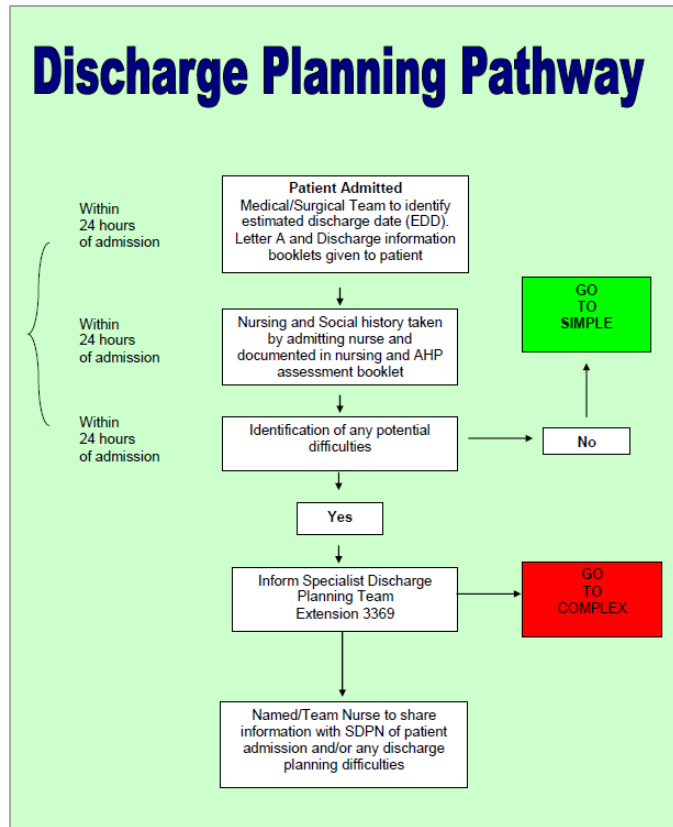 Discharge Planning Pathway
Within
24 hours
of admission
Patient Admitted
Medical/Surgical Team to identify
estimated discharge date (EDD).
Letter A and Discharge information
booklets given to patient
GO
TO
SIMPLE
Within
24 hours
of admission
Nursing and Social history taken
by admitting nurse and
documented in nursing and AHP
assessment booklet
Within
24 hours
of admission
Identification of any potential
difficulties
No
Yes
Inform Specialist Discharge
Planning Team
Extension 3369
GO
TO
COMPLEX
Named/Team Nurse to share
information with SDPN of patient
admission and/or any discharge
planning difficulties